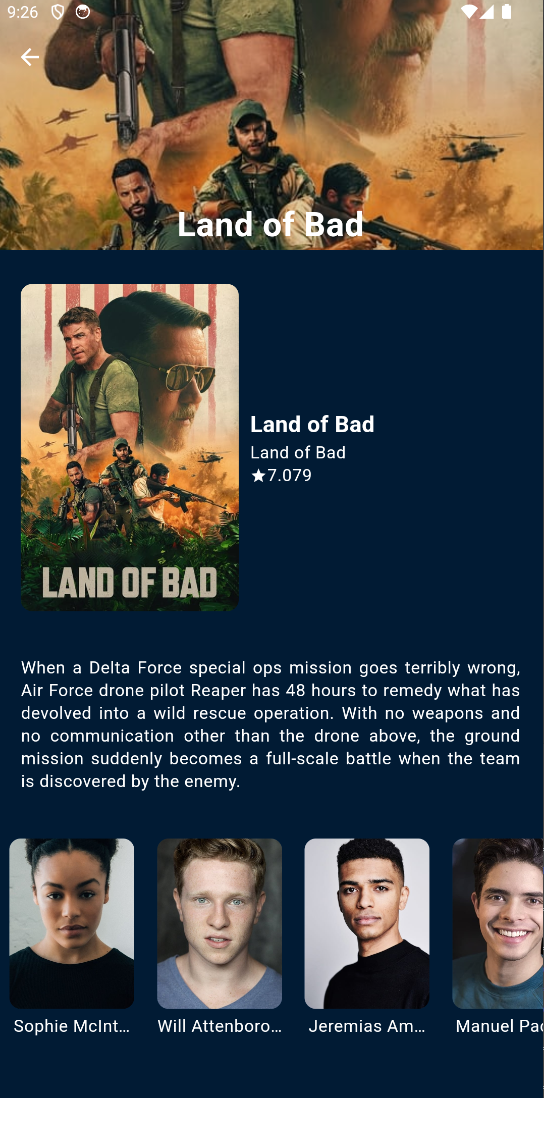 9:26
Land of Bad
LAND OF BAD
Land of Bad
Land of Bad
7.079
When a Delta Force special ops mission goes terribly wrong,
Air Force drone pilot Reaper has 48 hours to remedy what has
devolved into a wild rescue operation. With no weapons and
no communication other than the drone above, the ground
mission suddenly becomes a full-scale battle when the team
is discovered by the enemy.
Sophie McInt...
Will Attenboro...
Jeremias Am...
Manuel Pac